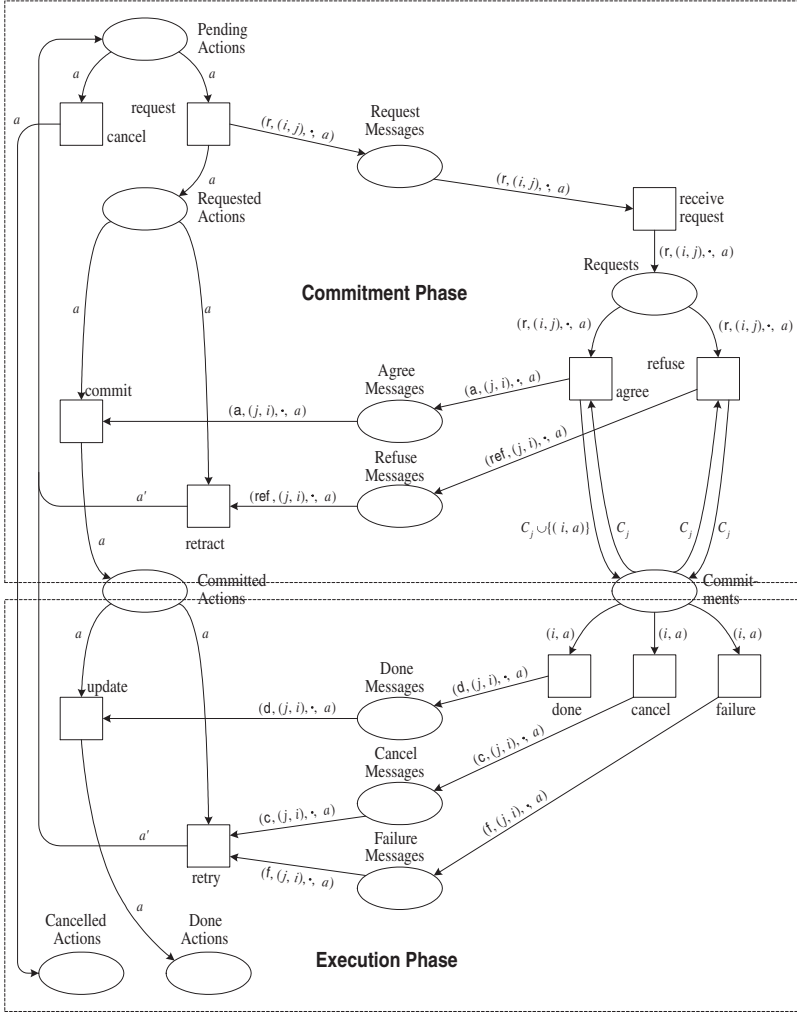 Pending
Actions
a
a
a
request
cancel
(r, (i, j), ·, a)
Request
Messages
a
(r, (i, j), ·, a)
receive
request
Requested
Actions
(r, (i, j), ·, a)
Requests
Commitment Phase
a
a
(r, (i, j), ·, a)
(r, (i, j), ·, a)
refuse
agree
Agree
Messages
(a, (j, i), ·, a)
commit
(a, (j, i), ·, a)
Refuse
Messages
(ref, (j, i), ·, a)
a'
(ref, (j, i), ·, a)
retract
a
C_j ∪{( i, a)}
C_j
C_j
C_j
Committed
Actions
Commit-
ments
a
a
(i, a)
(i, a)
(i, a)
update
Done
Messages
(d, (j, i), ·, a)
done
cancel
failure
(d, (j, i), ·, a)
Cancel
Messages
(c, (j, i), ·, a)
(c, (j, i), ·, a)
a'
Failure
Messages
(f, (j, i), ·, a)
(f, (j, i), ·, a)
retry
a
Cancelled
Actions
Done
Actions
Execution Phase